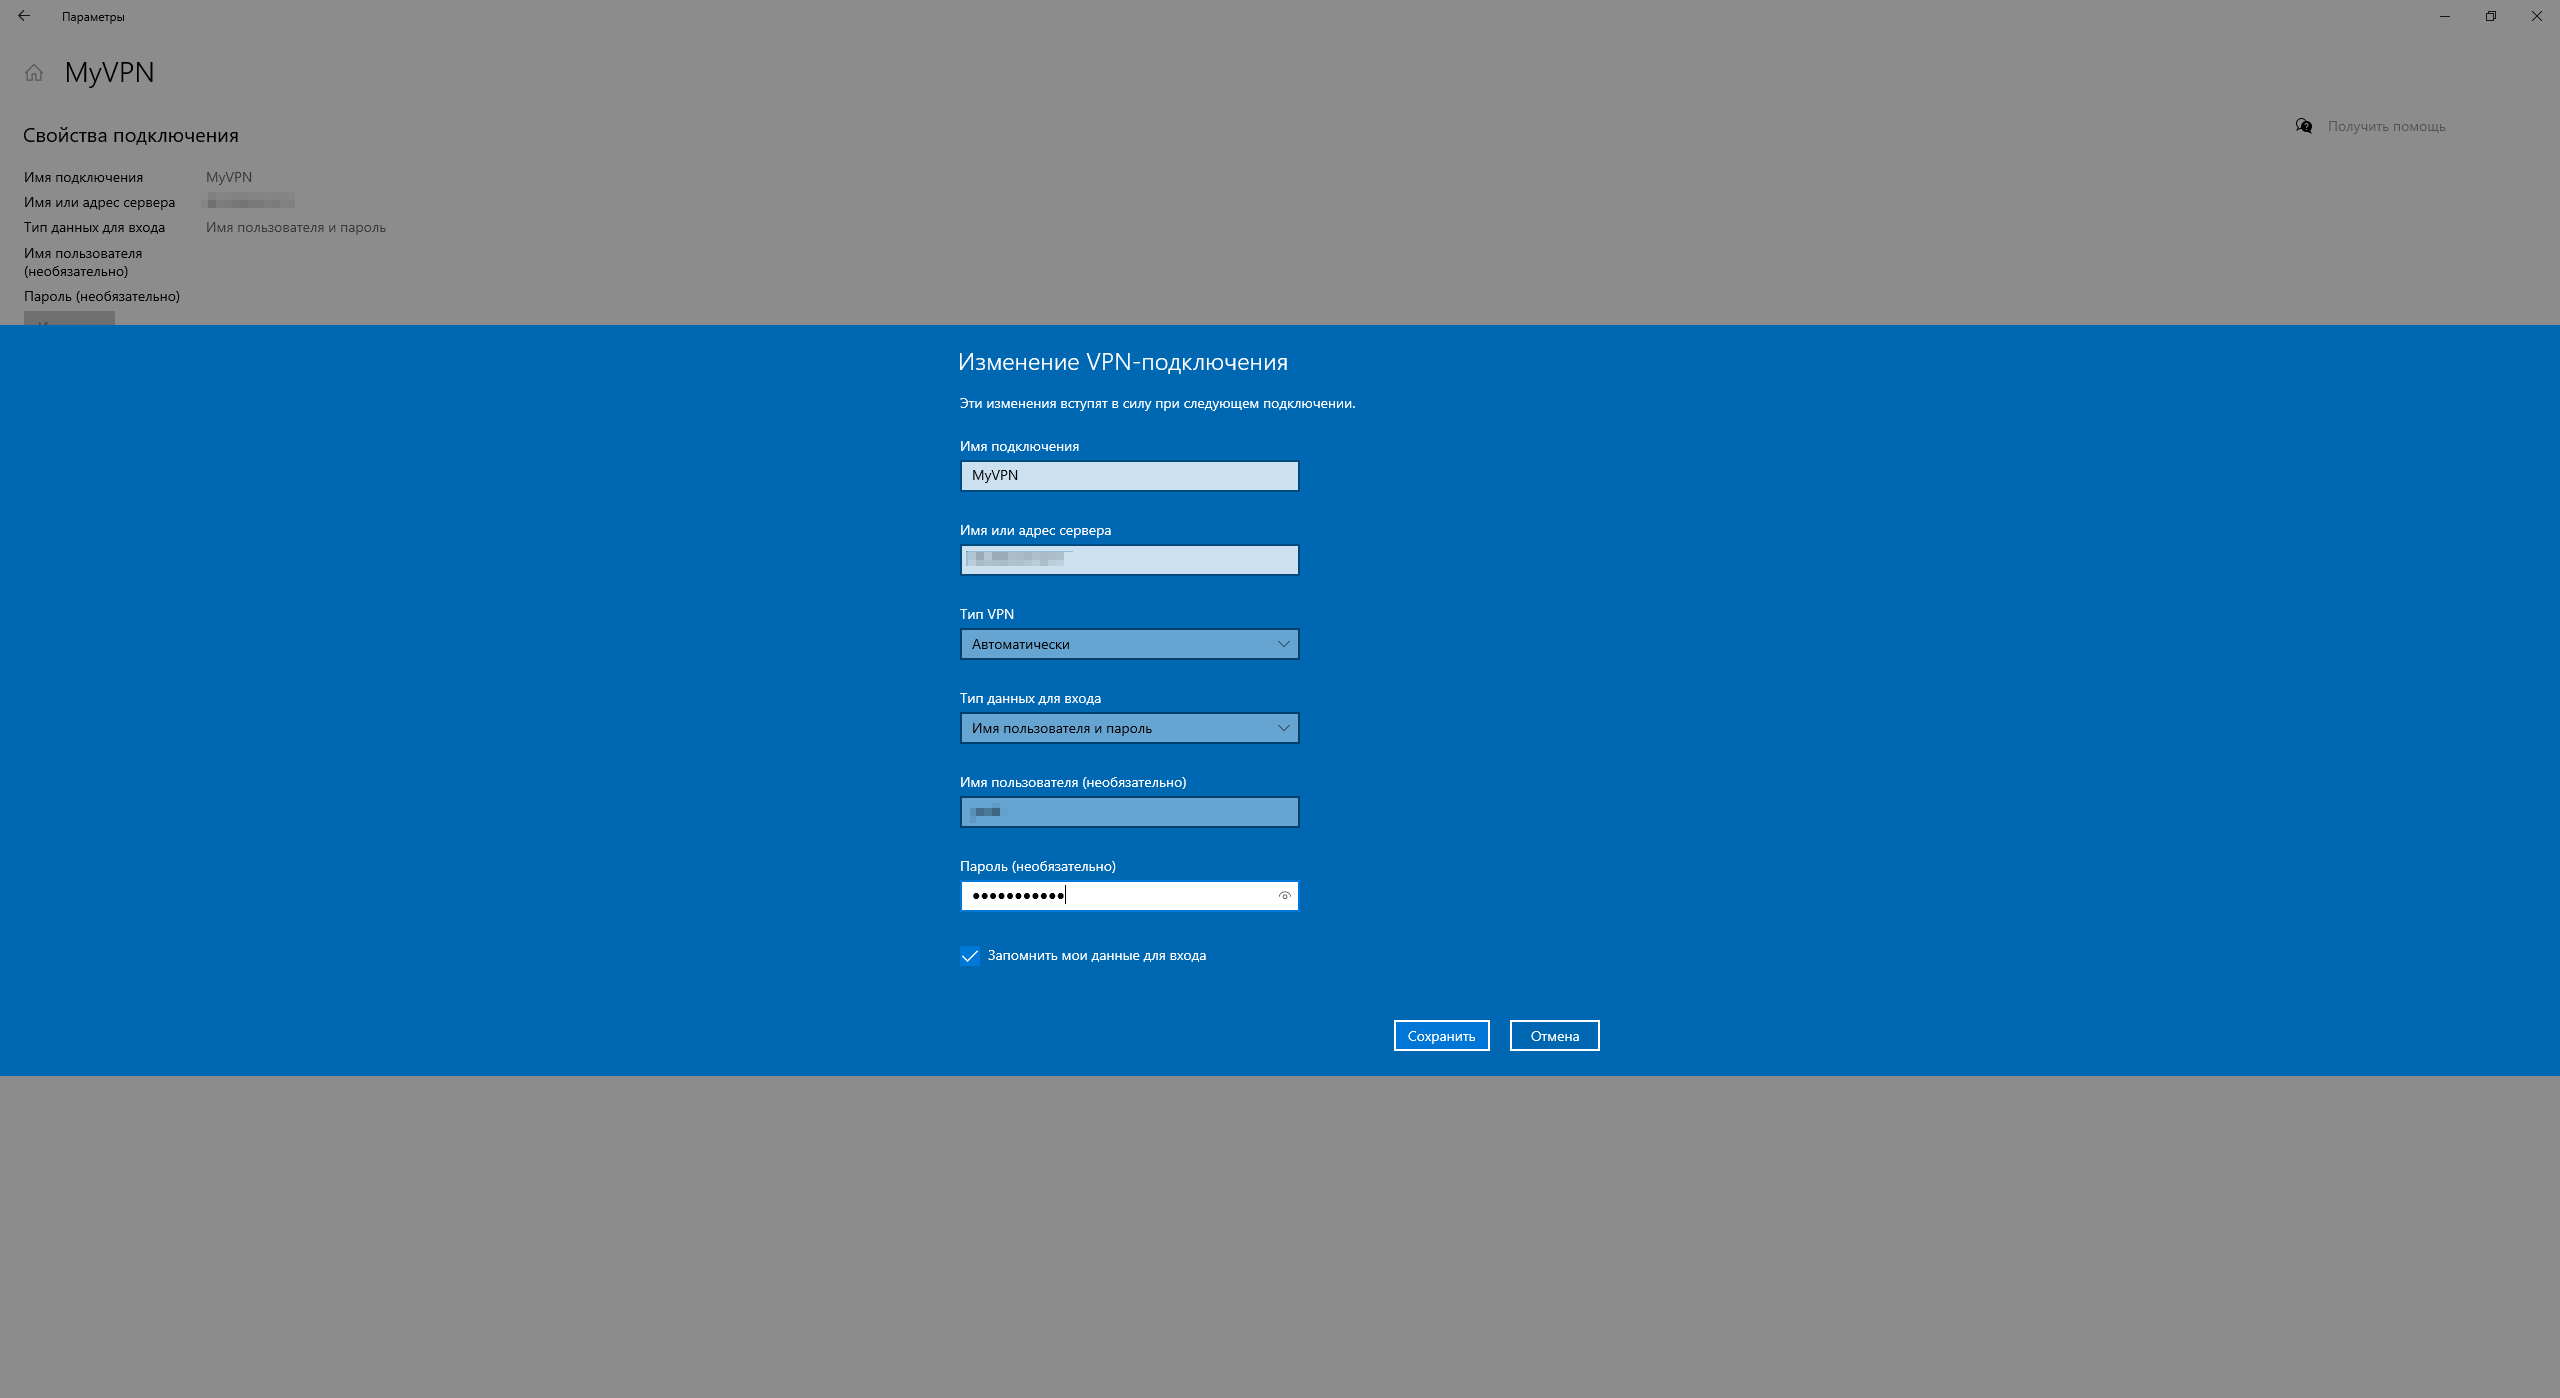 Параметры
MyVPN
Свойства подключения
Получить помощь
Имя подключения MyVPN
Имя или адрес сервера
Тип данных для входа Имя пользователя и пароль
Имя пользователя
(необязательно)
Пароль (необязательно)
Изменение VPN-подключения
Эти изменения вступят в силу при следующем подключении.
Имя подключения
MyVPN
Имя или адрес сервера
Тип VPN
Автоматически
Тип данных для входа
Имя пользователя и пароль
Имя пользователя (необязательно)
Пароль (необязательно)
•••••••••••
Запомнить мои данные для входа
Сохранить Отмена